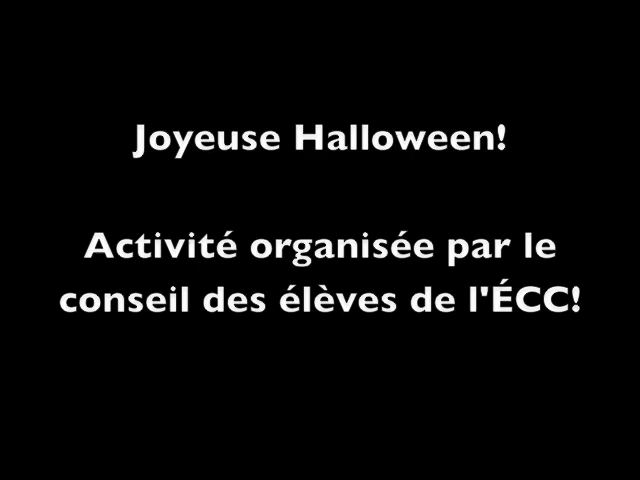 Joyeuse Halloween!
Activité organisée par le
conseil des élèves de l'ÉCC!